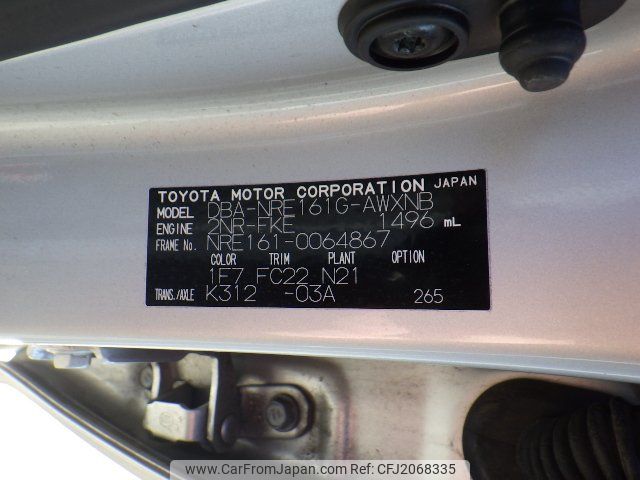 TOYOTA MOTOR CORPORATION JAPAN
MODEL DBA-NRE161G-AWXNB
ENGINE 2NR-FKE 1496 mL
FRAME No. NRE161-0064867
COLOR TRIM PLANT OPTION
1F7 FC22 N21
TRANS./AXLE K312 -03A 265
www.CarFromJapan.com | Ref No. CFJ2068335